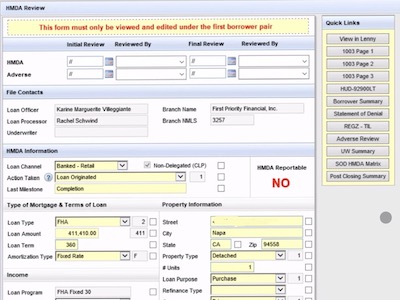 HMDA Review
This form must only be viewed and edited under the first borrower pair
Initial Review Reviewed By Final Review Reviewed By
HMDA // //
Adverse // //
File Contacts
Loan Officer Karine Marguerite Villeggiante Branch Name First Priority Financial, Inc.
Loan Processor Rachel Schwind Branch NMLS 3257
Underwriter
HMDA Information
Loan Channel Banked - Retail Non-Delegated (CLP)
HMDA Reportable
Action Taken ? Loan Originated 1
NO
Last Milestone Completion
Type of Mortgage & Terms of Loan
Loan Type FHA 2
Loan Amount 411,410.00 411
Loan Term 360
Amortization Type Fixed Rate F
Income
Loan Program FHA Fixed 30
Property Information
Street
City Napa
State CA Zip 94558
Property Type Detached 1
# Units 1
Loan Purpose Purchase 1
Refinance Type
Quick Links
View in Lenny
1003 Page 1
1003 Page 2
1003 Page 3
HUD-92900LT
Borrower Summary
Statement of Denial
REGZ - TIL
Adverse Review
UW Summary
SOD HMDA Matrix
Post Closing Summary